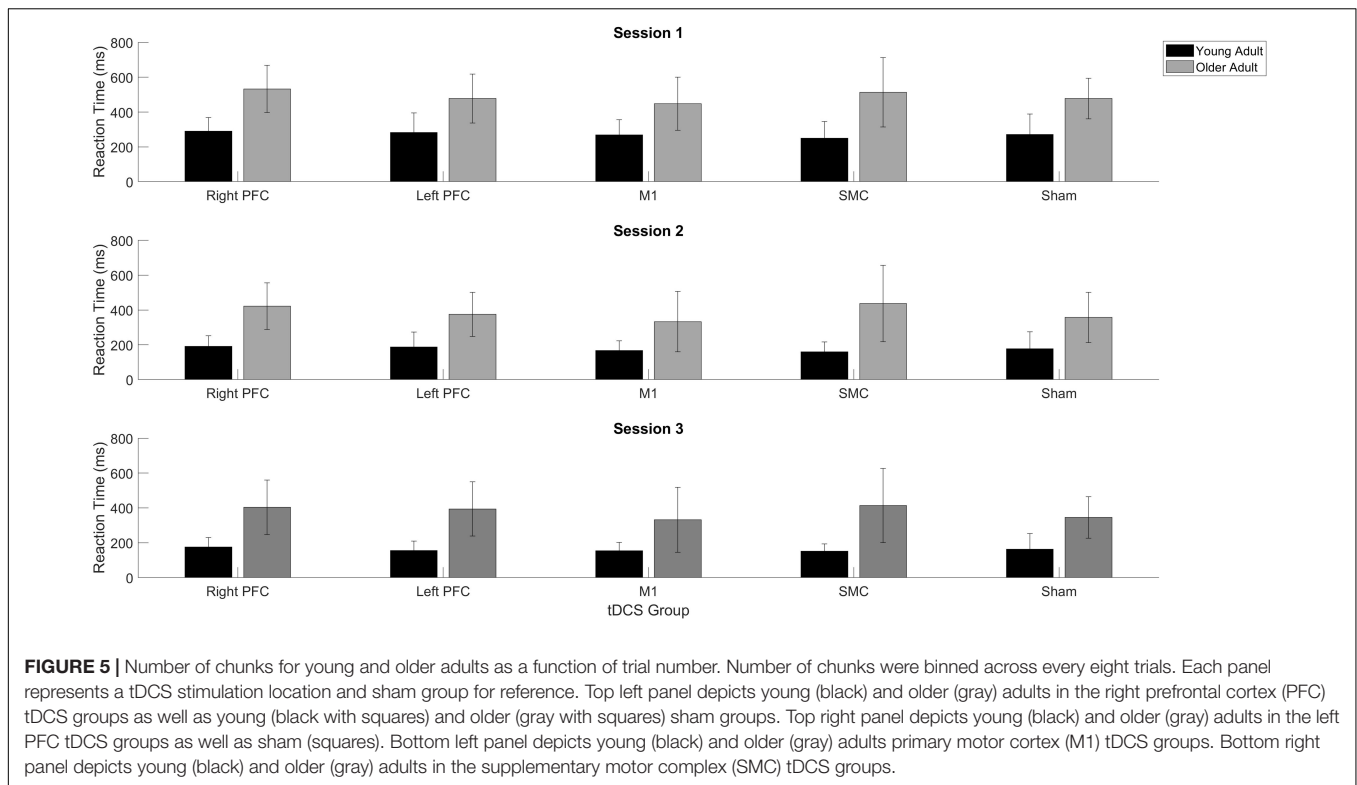 Session 1
Young Adult
Older Adult
Reaction Time (ms)
800
600
400
200
0
Right PFC
Left PFC
M1
SMC
Sham
Session 2
Reaction Time (ms)
800
600
400
200
0
Right PFC
Left PFC
M1
SMC
Sham
Session 3
Reaction Time (ms)
800
600
400
200
0
Right PFC
Left PFC
M1
SMC
Sham
tDCS Group
FIGURE 5 | Number of chunks for young and older adults as a function of trial number. Number of chunks were binned across every eight trials. Each panel
represents a tDCS stimulation location and sham group for reference. Top left panel depicts young (black) and older (gray) adults in the right prefrontal cortex (PFC)
tDCS groups as well as young (black with squares) and older (gray with squares) sham groups. Top right panel depicts young (black) and older (gray) adults in the left
PFC tDCS groups as well as sham (squares). Bottom left panel depicts young (black) and older (gray) adults primary motor cortex (M1) tDCS groups. Bottom right
panel depicts young (black) and older (gray) adults in the supplementary motor complex (SMC) tDCS groups.